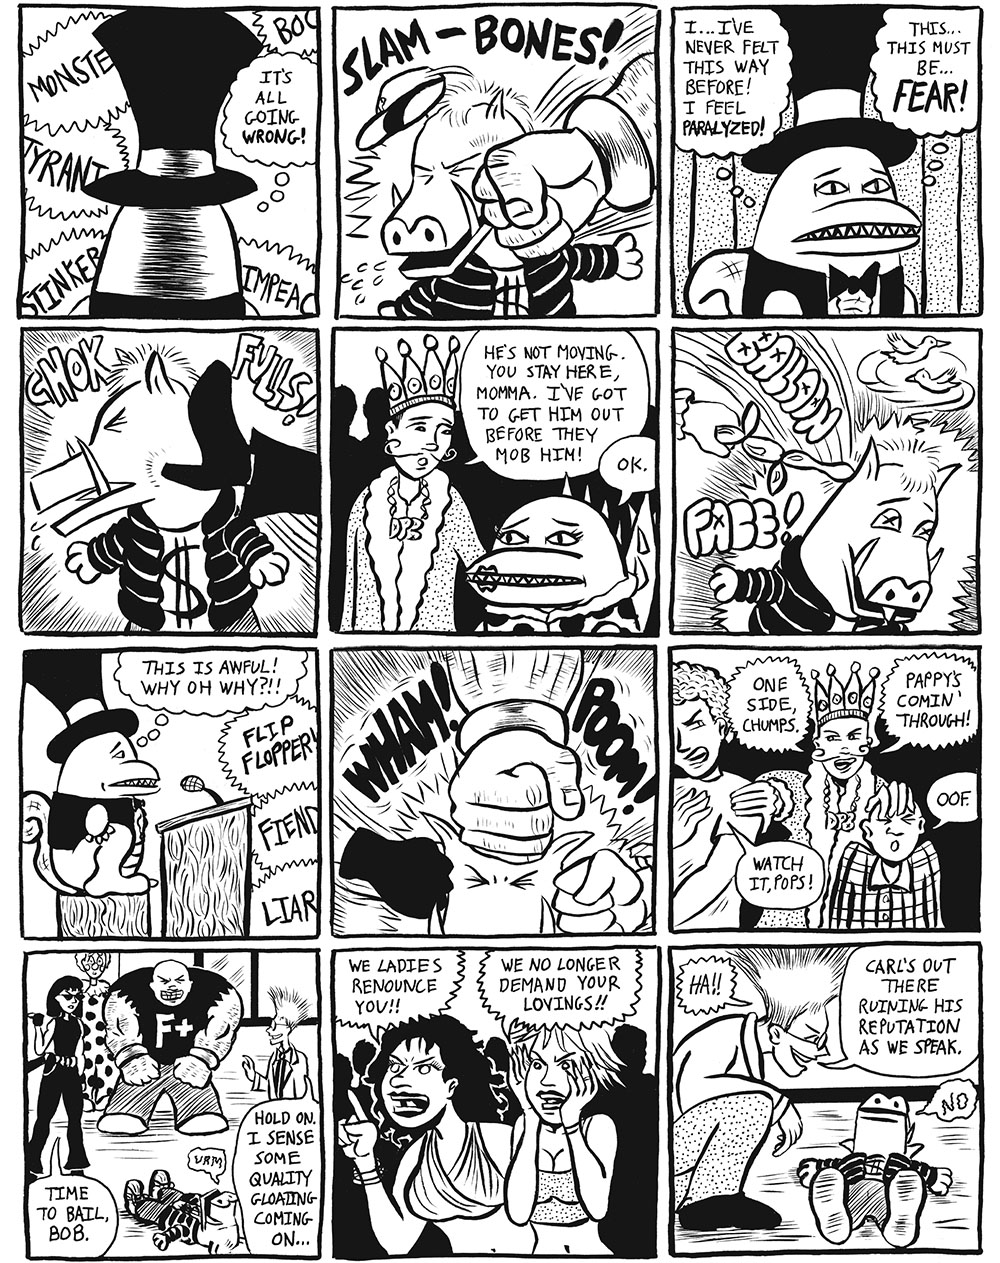 MONSTE
BOO
TYRANT
IT'S
ALL
GOING
WRONG!
STINKER
IMPEAC
SLAM-BONES!
$
I...I'VE
NEVER FELT
THIS WAY
BEFORE!
I FEEL
PARALYZED!
THIS...
THIS MUST
BE...
FEAR!
FULLS!
$
HE'S NOT MOVING.
YOU STAY HERE,
MOMMA. I'VE GOT
TO GET HIM OUT
BEFORE THEY
MOB HIM!
OK.
DP3
FACE!
THIS IS AWFUL!
WHY OH WHY?!!
FLIP
FLOPPER!
FIEND
LIAR
WHAM!
POOM!
ONE
SIDE,
CHUMPS.
PAPPY'S
COMIN'
THROUGH!
DP3
OOF.
WATCH
IT, POPS!
F+
TIME
TO BAIL,
BOB.
URM
HOLD ON.
I SENSE
SOME
QUALITY
GLOATING
COMING
ON...
WE LADIES
RENOUNCE
YOU!!
WE NO LONGER
DEMAND YOUR
LOVINGS!!
HA!!
CARL'S OUT
THERE
RUINING HIS
REPUTATION
AS WE SPEAK.
NO